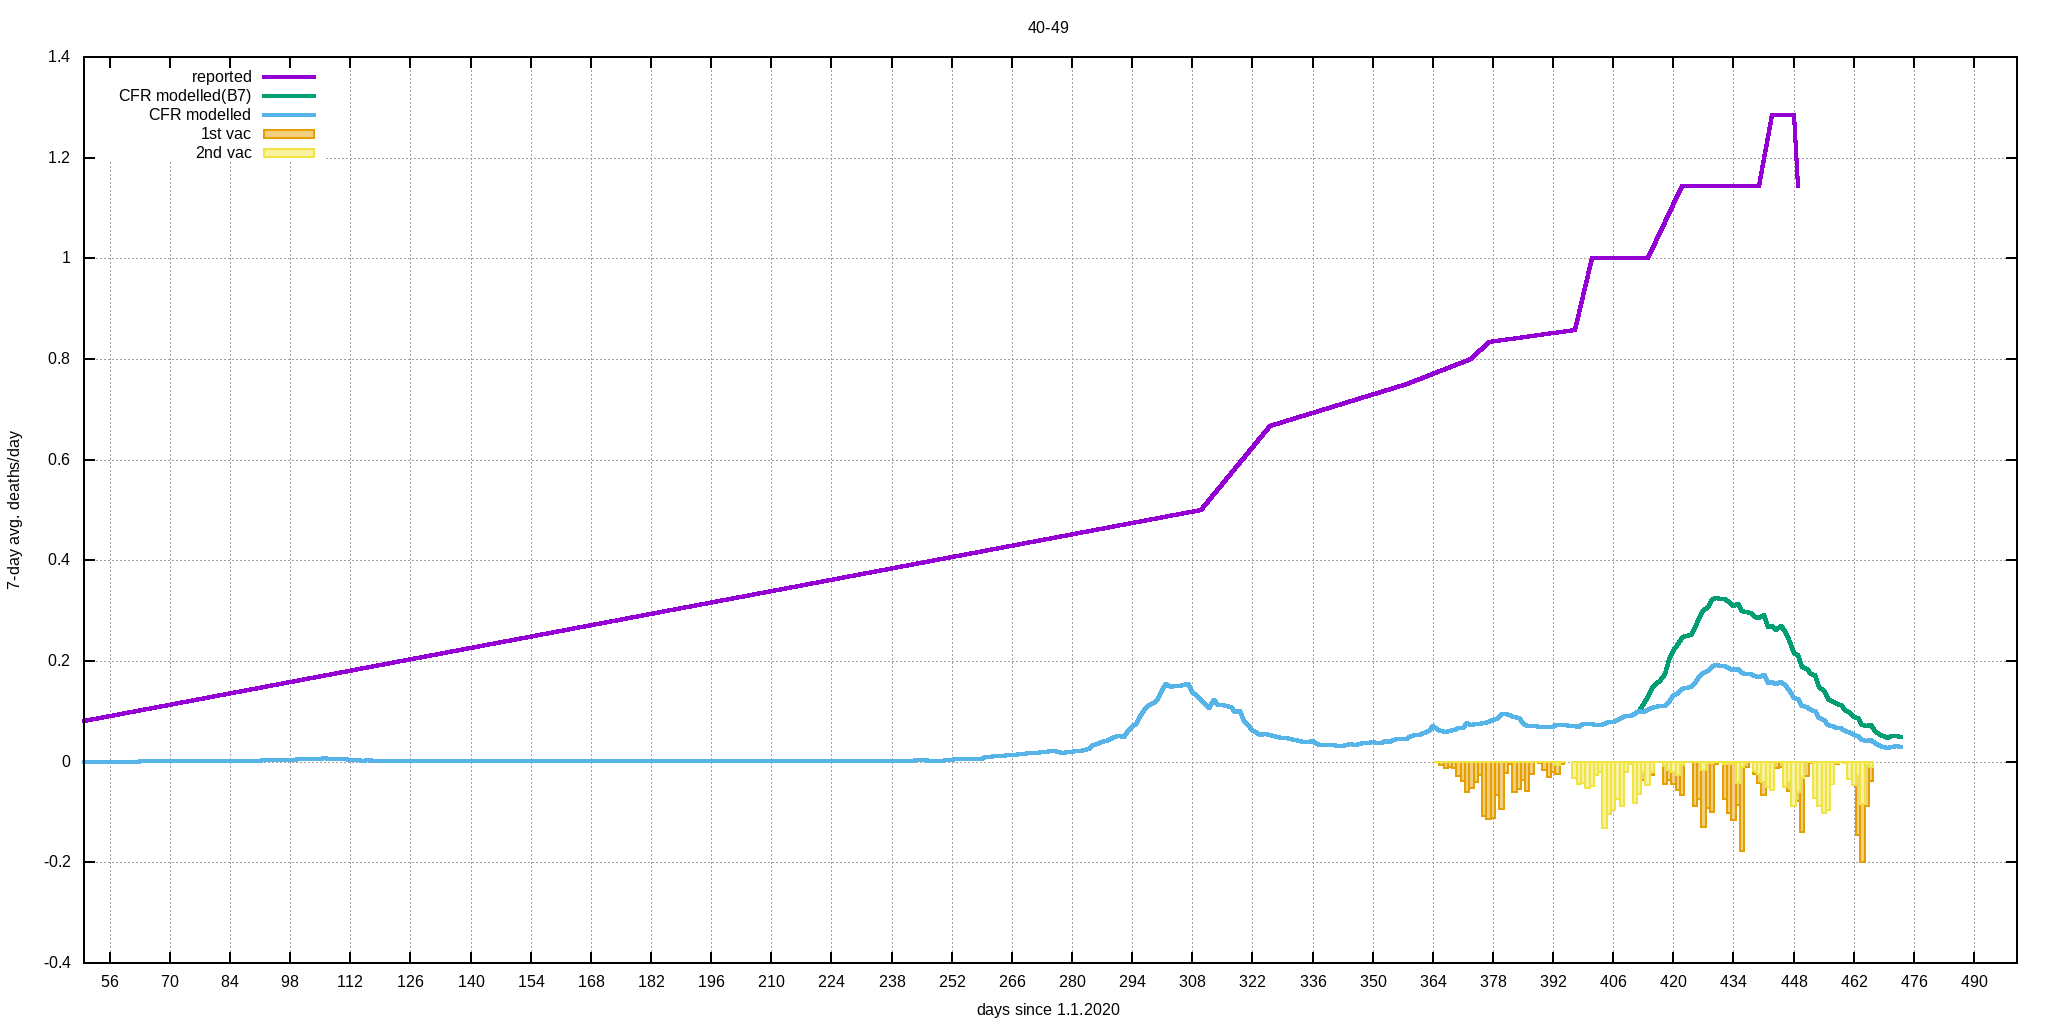 40-49
1.4
1.2
1
0.8
0.6
0.4
0.2
0
-0.2
-0.4
7-day avg. deaths/day
reported
CFR modelled(B7)
CFR modelled
1st vac
2nd vac
56 70 84 98 112 126 140 154 168 182 196 210 224 238 252 266 280 294 308 322 336 350 364 378 392 406 420 434 448 462 476 490
days since 1.1.2020